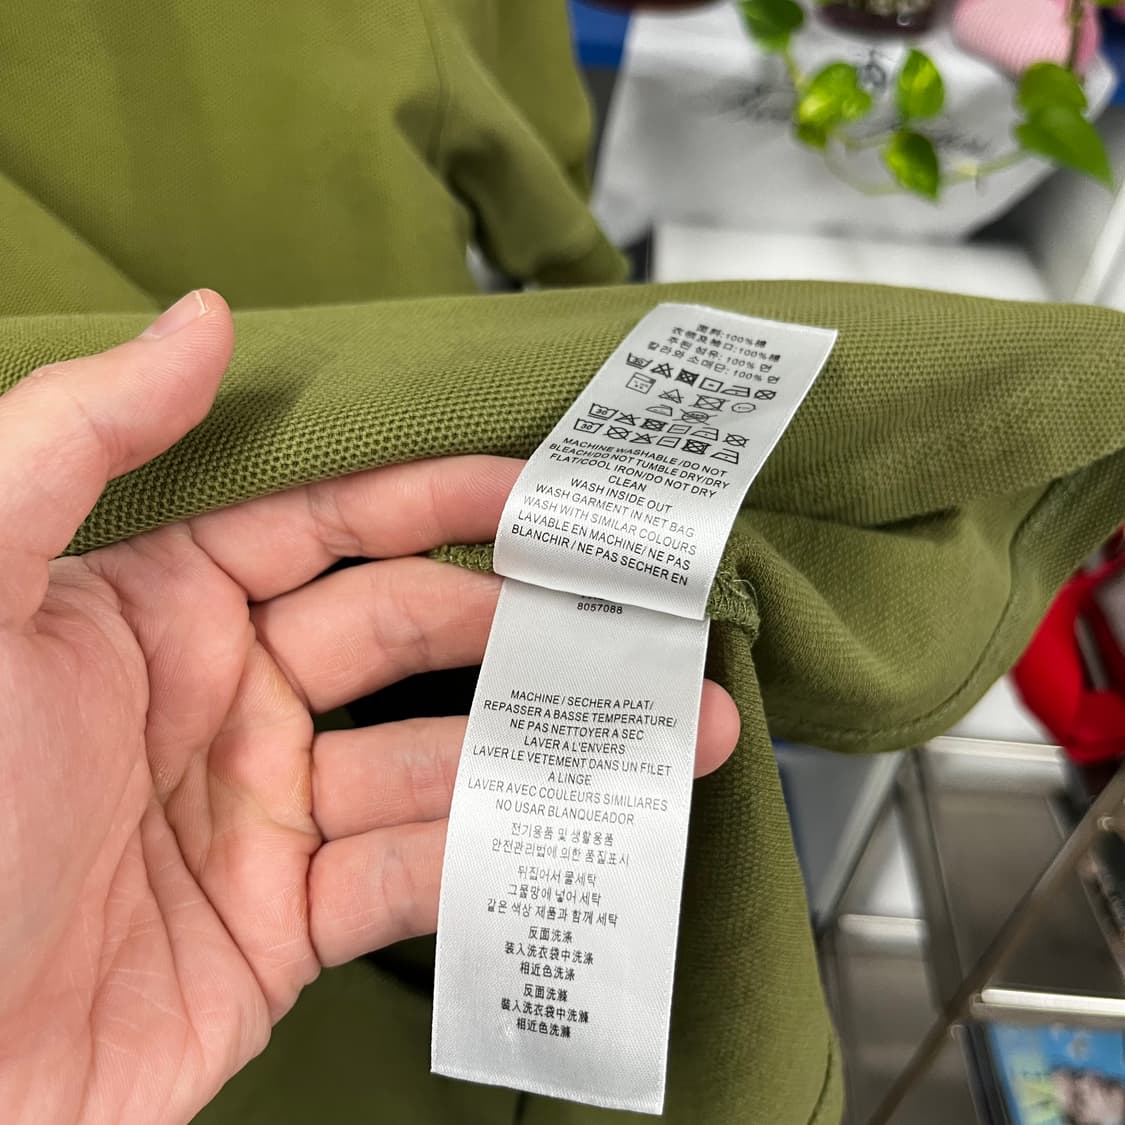 面料:100%棉
衣领及袖口:100%棉
주된 섬유: 100% 면
칼라와 소매단: 100% 면
30
30
30
MACHINE WASHABLE /DO NOT
BLEACH/DO NOT TUMBLE DRY/DRY
FLAT/COOL IRON/DO NOT DRY
CLEAN
WASH INSIDE OUT
WASH GARMENT IN NET BAG
WASH WITH SIMILAR COLOURS
LAVABLE EN MACHINE/ NE PAS
BLANCHIR / NE PAS SECHER EN
8057088
MACHINE / SECHER A PLAT/
REPASSER A BASSE TEMPERATURE/
NE PAS NETTOYER A SEC
LAVER A L'ENVERS
LAVER LE VETEMENT DANS UN FILET
A LINGE
LAVER AVEC COULEURS SIMILIARES
NO USAR BLANQUEADOR
전기용품 및 생활용품
안전관리법에 의한 품질표시
뒤집어서 물세탁
그물망에 넣어 세탁
같은 색상 제품과 함께 세탁
反面洗涤
装入洗衣袋中洗涤
相近色洗涤
反面洗滌
裝入洗衣袋中洗滌
相近色洗滌